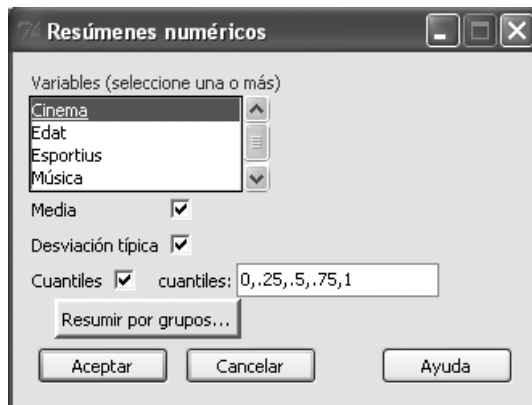 Resúmenes numéricos
Variables (seleccione una o más)
Cinema
Edat
Esportius
Música
Media
Desviación típica
Cuantiles cuantiles: 0,.25,.5,.75,1
Resumir por grupos...
Aceptar Cancelar Ayuda